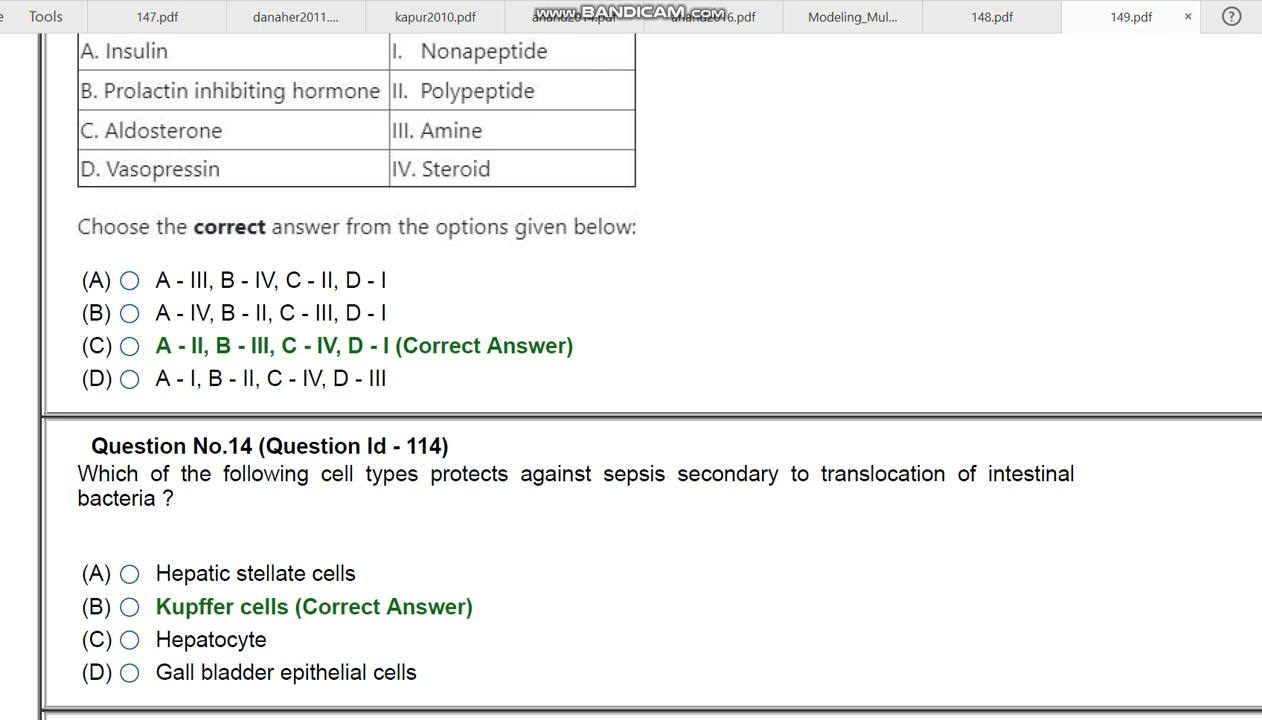 e Tools 147.pdf danaher2011.... kapur2010.pdf Modeling_Mul... 148.pdf 149.pdf × ?
www.BANDICAM.com
A. Insulin I. Nonapeptide
B. Prolactin inhibiting hormone II. Polypeptide
C. Aldosterone III. Amine
D. Vasopressin IV. Steroid
Choose the correct answer from the options given below:
(A) A - III, B - IV, C - II, D - I
(B) A - IV, B - II, C - III, D - I
(C) A - II, B - III, C - IV, D - I (Correct Answer)
(D) A - I, B - II, C - IV, D - III
Question No.14 (Question Id - 114)
Which of the following cell types protects against sepsis secondary to translocation of intestinal
bacteria ?
(A) Hepatic stellate cells
(B) Kupffer cells (Correct Answer)
(C) Hepatocyte
(D) Gall bladder epithelial cells